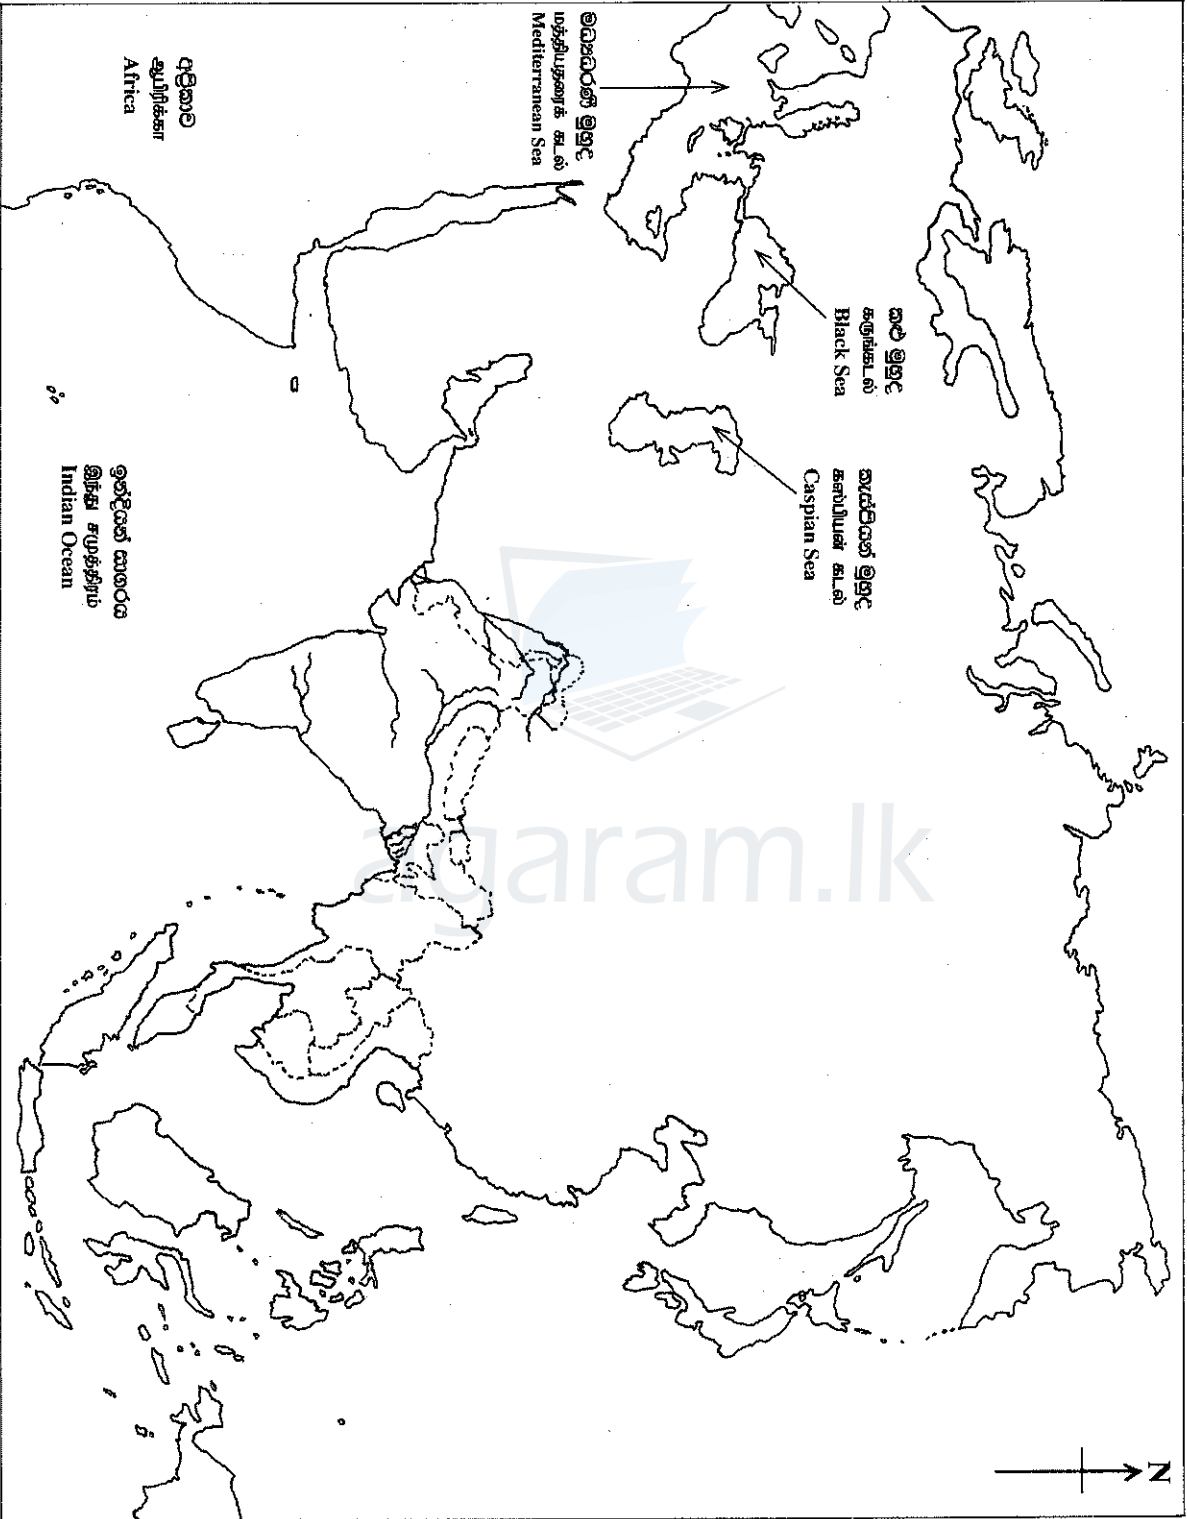 මධ්‍යධරණී මුහුද
மத்தியதரைக் கடல்
Mediterranean Sea
කළු මුහුද
கருங்கடல்
Black Sea
කැස්පියන් මුහුද
கஸ்பியன் கடல்
Caspian Sea
අප්‍රිකාව
ஆபிரிக்கா
Africa
ඉන්දියන් සාගරය
இந்து சமுத்திரம்
Indian Ocean
N
agaram.lk